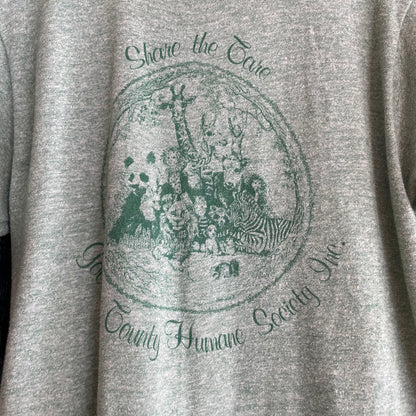 Share the Care
County Humane Society Inc.